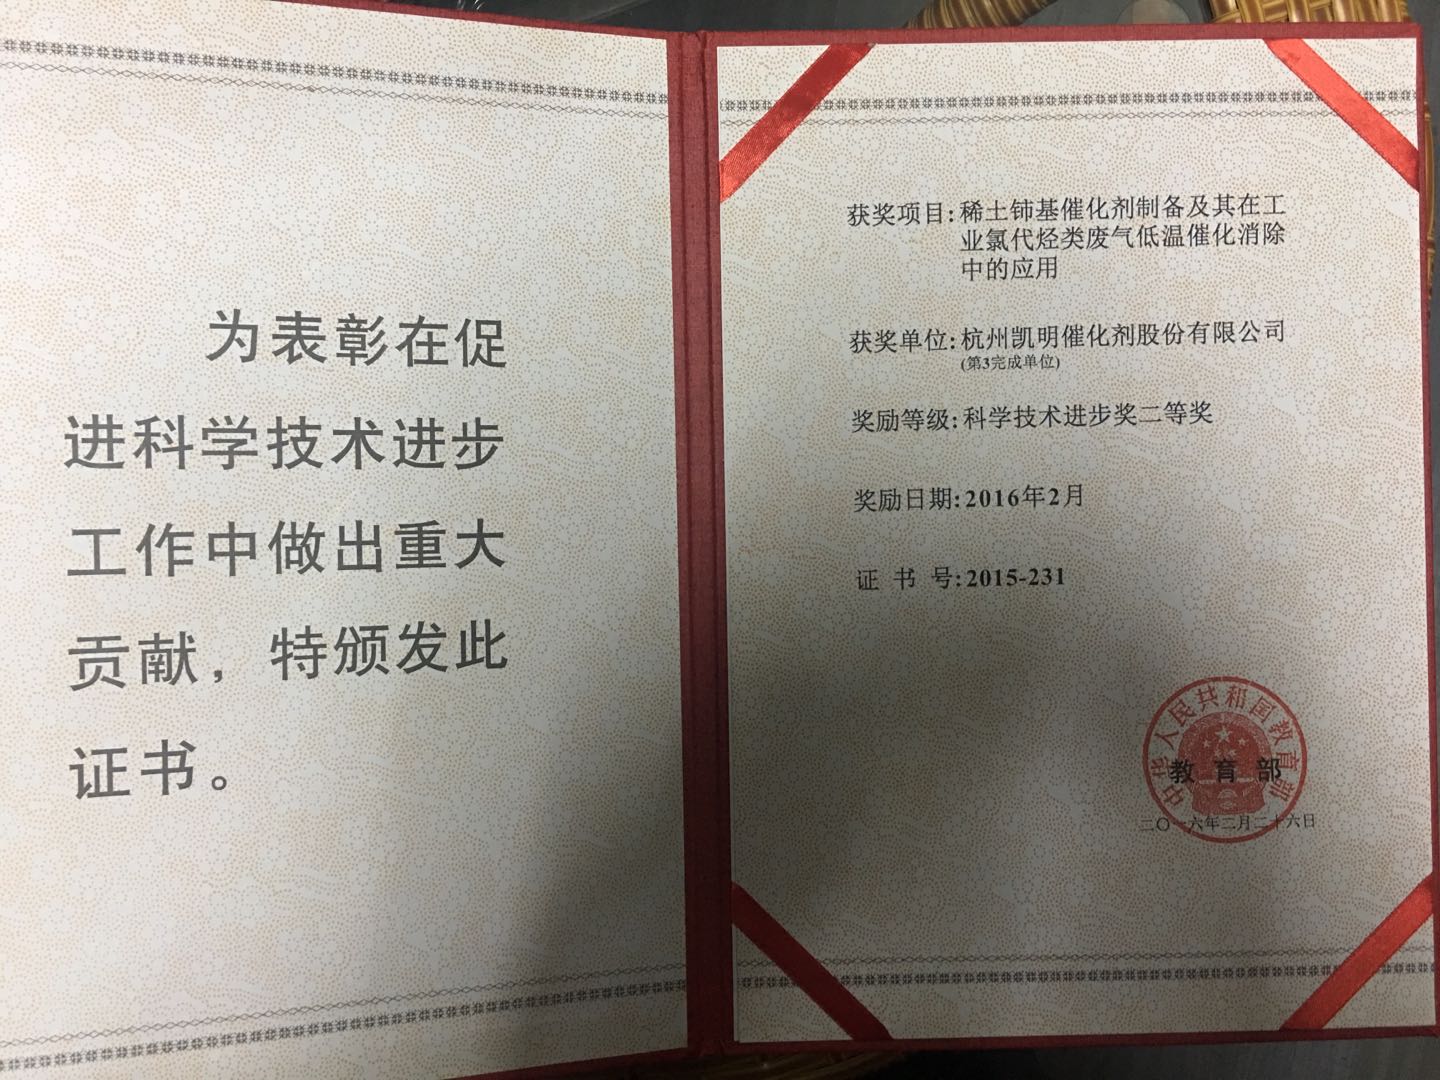 为表彰在促
进科学技术进步
工作中做出重大
贡献，特颁发此
证书。
获奖项目:稀土铈基催化剂制备及其在工
业氯代烃类废气低温催化消除
中的应用
获奖单位:杭州凯明催化剂股份有限公司
(第3完成单位)
奖励等级:科学技术进步奖二等奖
奖励日期:2016年2月
证 书 号:2015-231
中华人民共和国教育部
教 育 部
二〇一六年二月二十六日